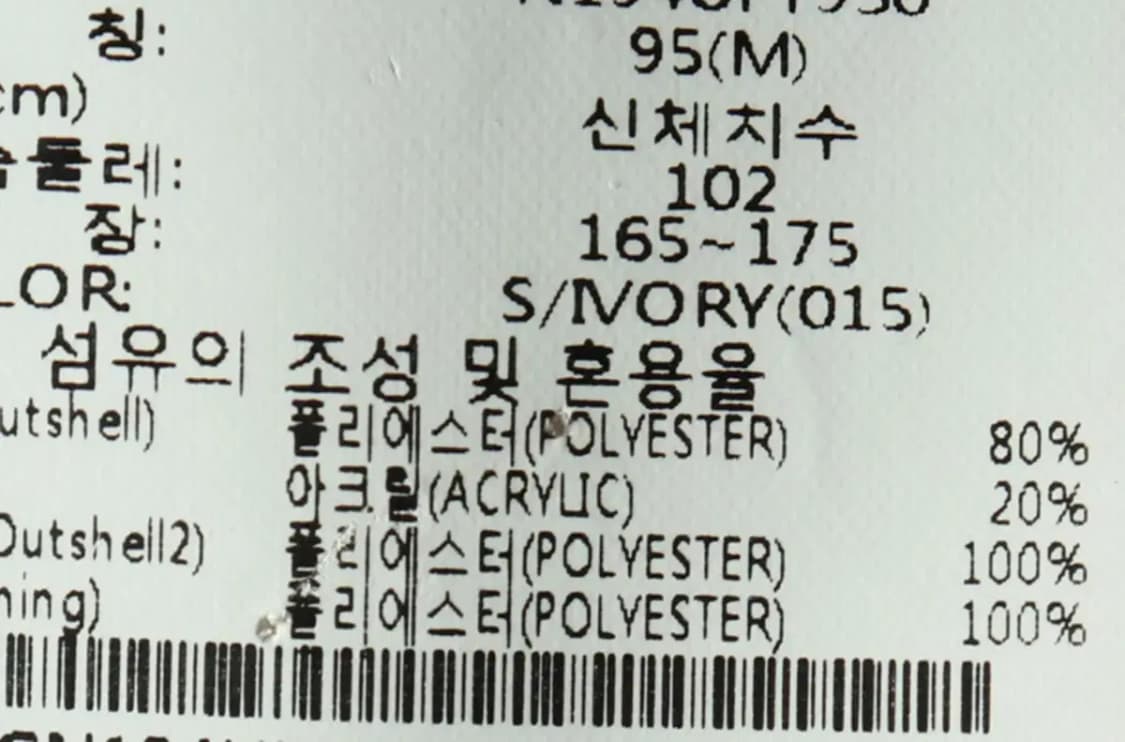 칭: 95(M)
cm) 신체치수
둘레: 102
장: 165~175
LOR: S/IVORY(015)
섬유의 조성 및 혼용율
utshell) 폴리에스터(POLYESTER) 80%
아크릴(ACRYLIC) 20%
Outshell2) 폴리에스터(POLYESTER) 100%
ning) 폴리에스터(POLYESTER) 100%